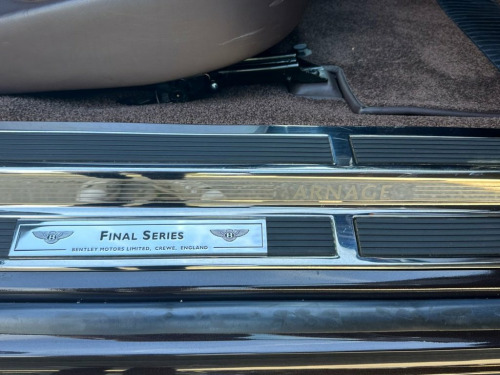 ARNAGE
FINAL SERIES
BENTLEY MOTORS LIMITED, CREWE, ENGLAND